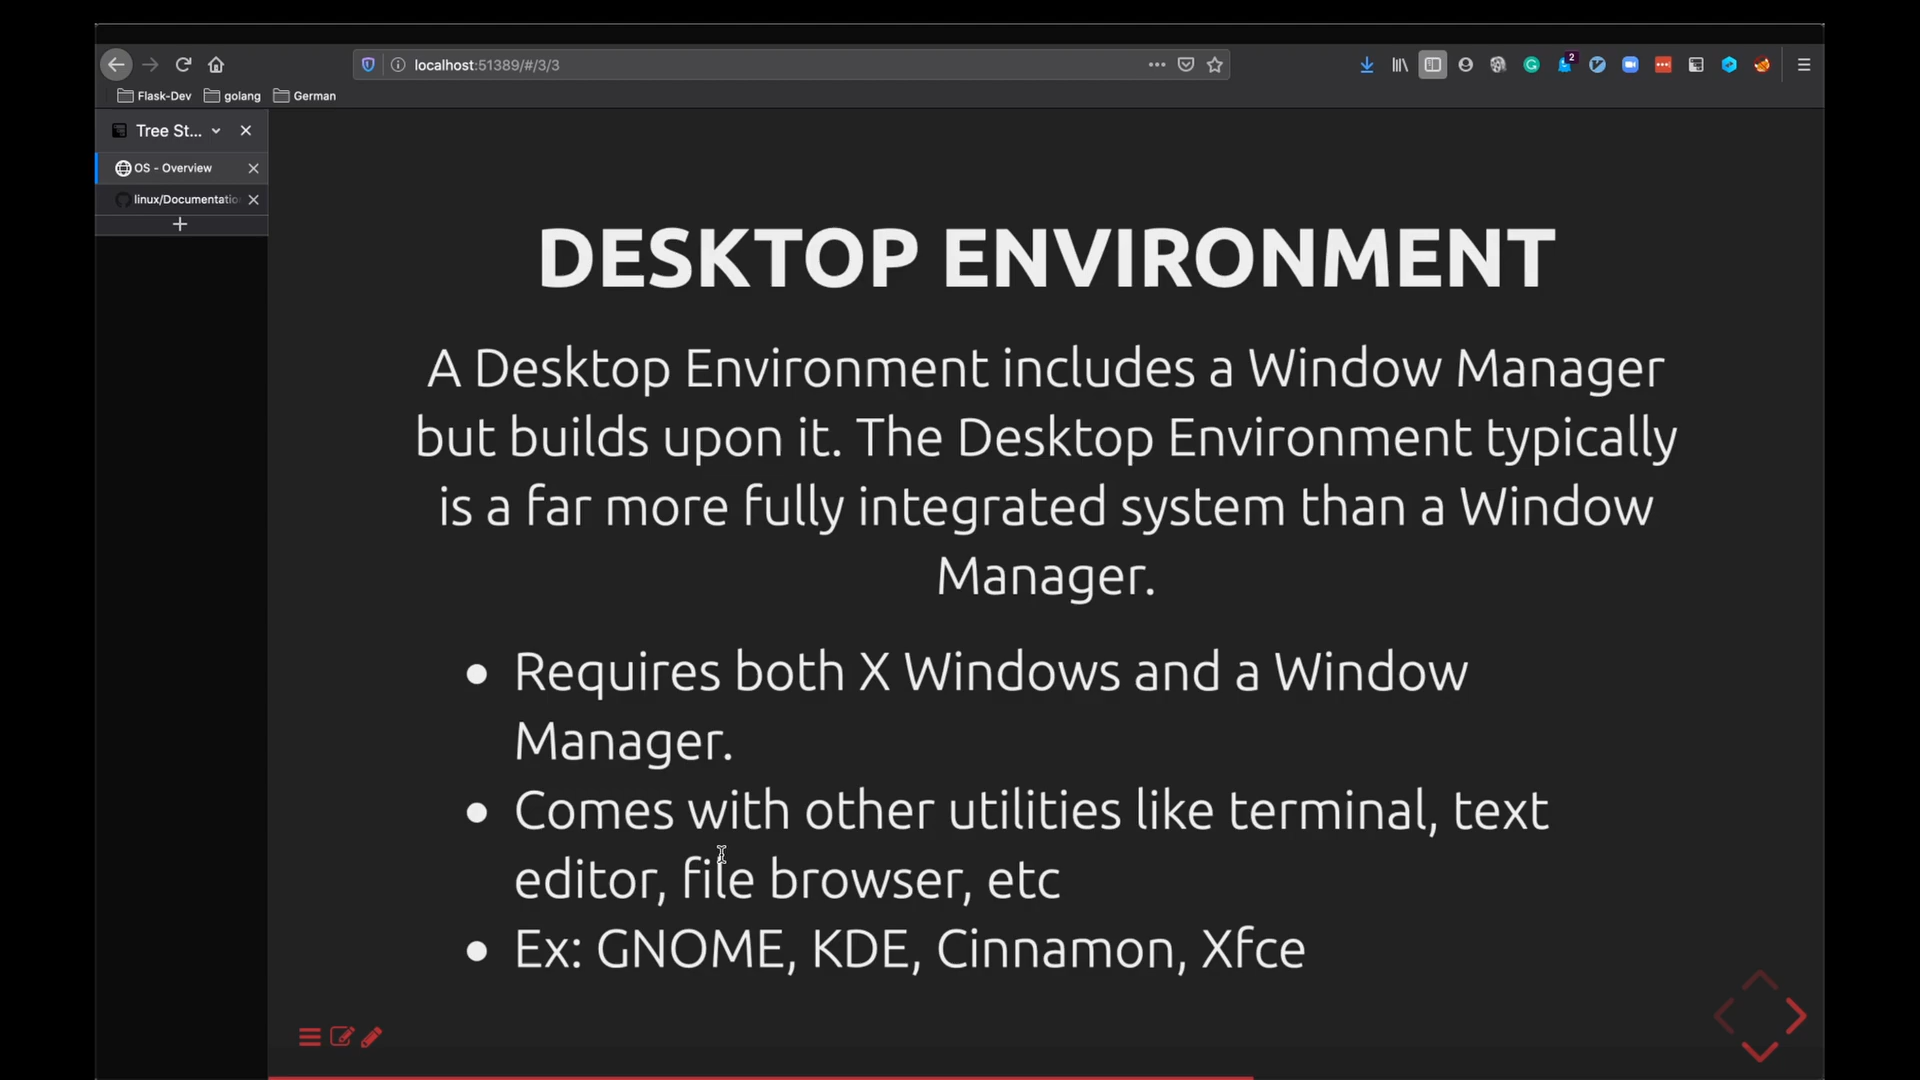 localhost:51389/#/3/3
2
Flask-Dev golang German
Tree St...
OS - Overview
linux/Documentatio
DESKTOP ENVIRONMENT
A Desktop Environment includes a Window Manager
but builds upon it. The Desktop Environment typically
is a far more fully integrated system than a Window
Manager.
Requires both X Windows and a Window
Manager.
Comes with other utilities like terminal, text
editor, file browser, etc
Ex: GNOME, KDE, Cinnamon, Xfce